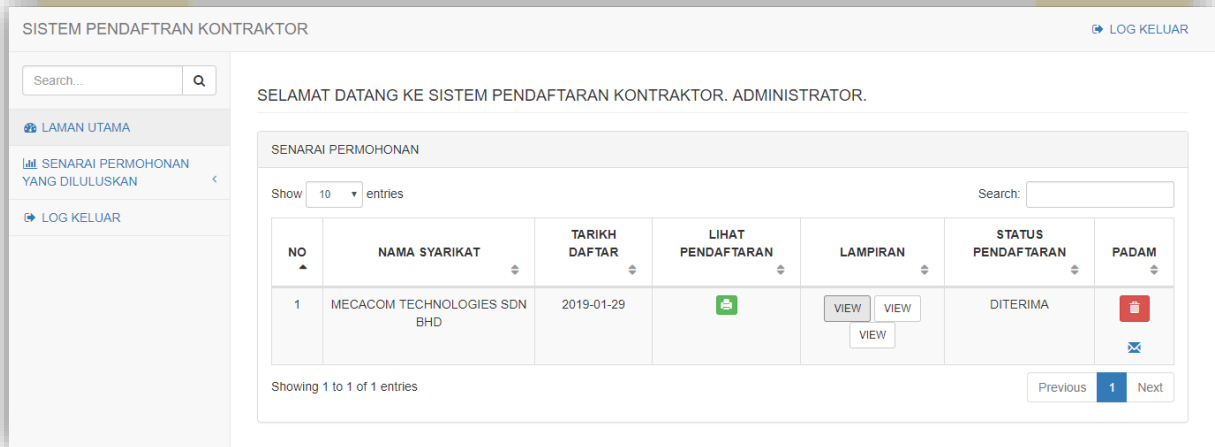 SISTEM PENDAFTRAN KONTRAKTOR
LOG KELUAR
Search...
SELAMAT DATANG KE SISTEM PENDAFTARAN KONTRAKTOR. ADMINISTRATOR.
LAMAN UTAMA
SENARAI PERMOHONAN
YANG DILULUSKAN
LOG KELUAR
SENARAI PERMOHONAN
Show 10 entries
Search:
NO
NAMA SYARIKAT
TARIKH
DAFTAR
LIHAT
PENDAFTARAN
LAMPIRAN
STATUS
PENDAFTARAN
PADAM
1
MECACOM TECHNOLOGIES SDN
BHD
2019-01-29
VIEW VIEW
VIEW
DITERIMA
Showing 1 to 1 of 1 entries
Previous 1 Next